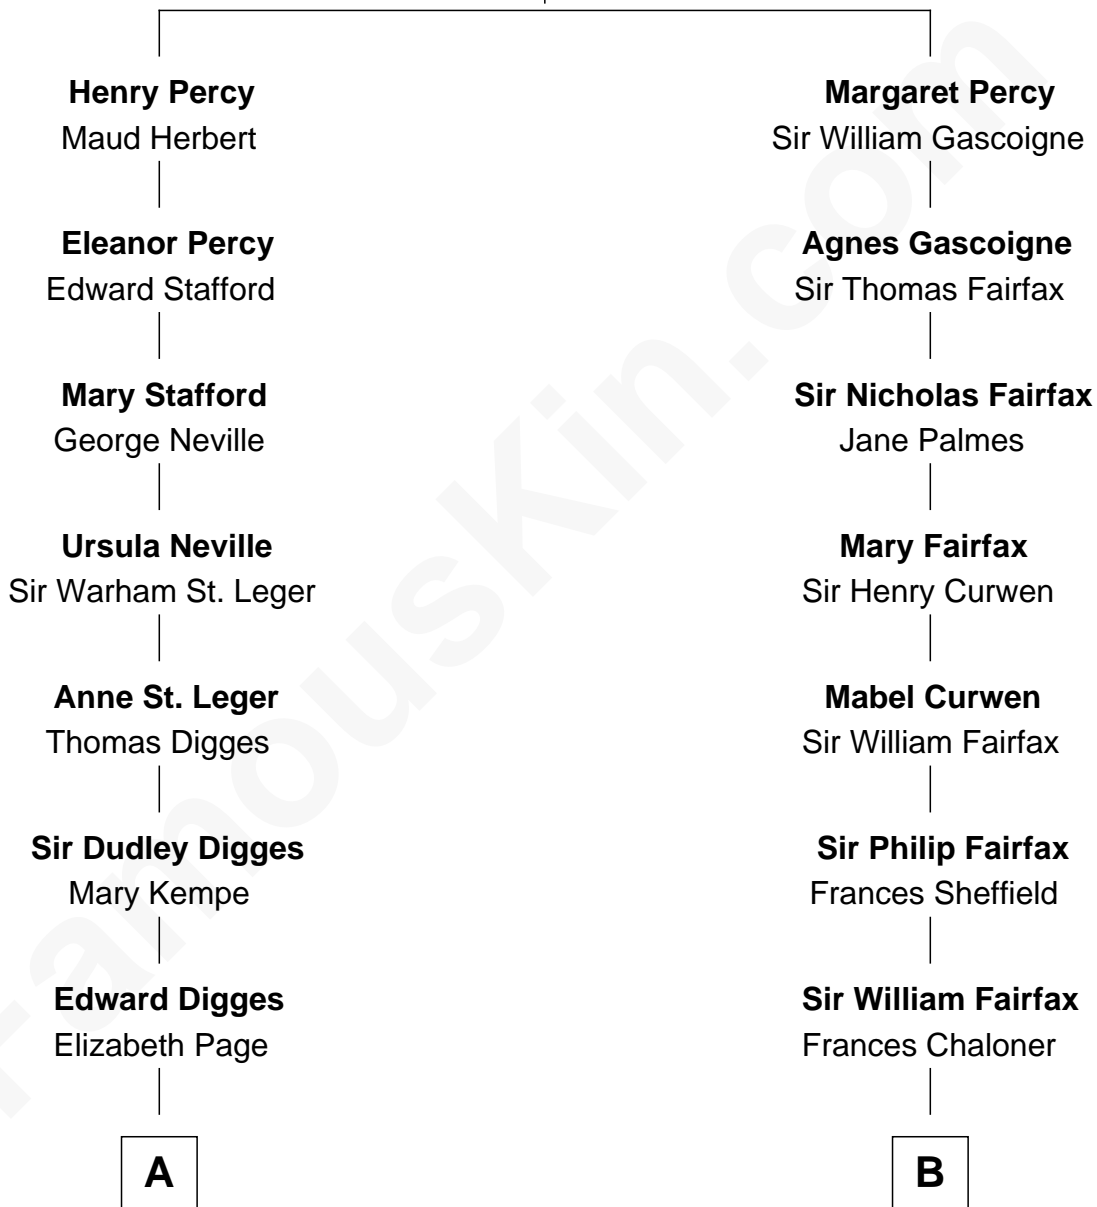 Henry Percy
Maud Herbert
Margaret Percy
Sir William Gascoigne
Eleanor Percy
Edward Stafford
Agnes Gascoigne
Sir Thomas Fairfax
Mary Stafford
George Neville
Sir Nicholas Fairfax
Jane Palmes
Ursula Neville
Sir Warham St. Leger
Mary Fairfax
Sir Henry Curwen
Anne St. Leger
Thomas Digges
Mabel Curwen
Sir William Fairfax
Sir Dudley Digges
Mary Kempe
Sir Philip Fairfax
Frances Sheffield
Edward Digges
Elizabeth Page
Sir William Fairfax
Frances Chaloner
A
B
FamousKin.com